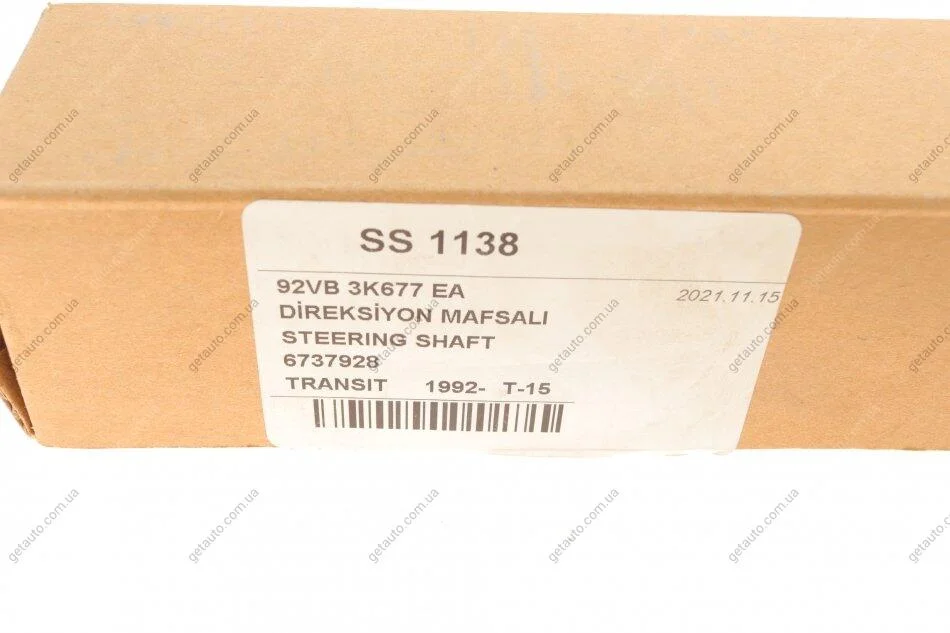 SS 1138
92VB 3K677 EA
2021.11.15
DİREKSİYON MAFSALI
STEERING SHAFT
6737928
TRANSIT 1992- T-15
getauto.com.ua